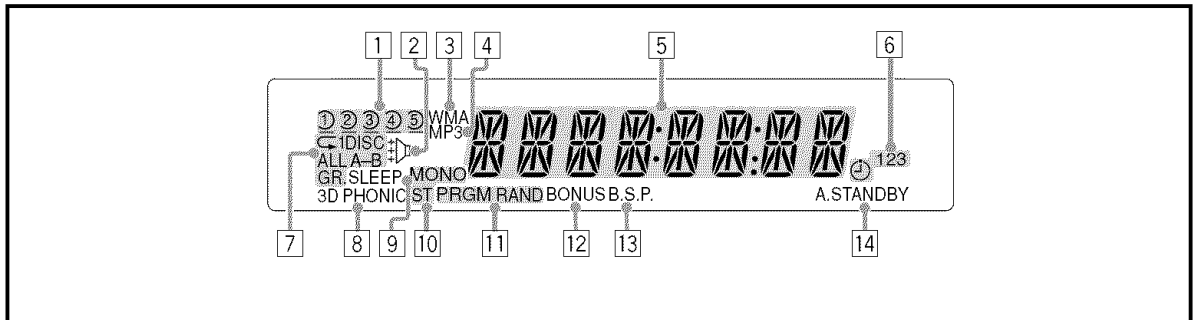 1 2 3 4 5 6
① ② ③ ④ ⑤ WMA
MP3
1DISC
ALL A–B
GR. SLEEP MONO
123
3D PHONIC ST PRGM RAND BONUS B.S.P. A.STANDBY
7 8 9 10 11 12 13 14